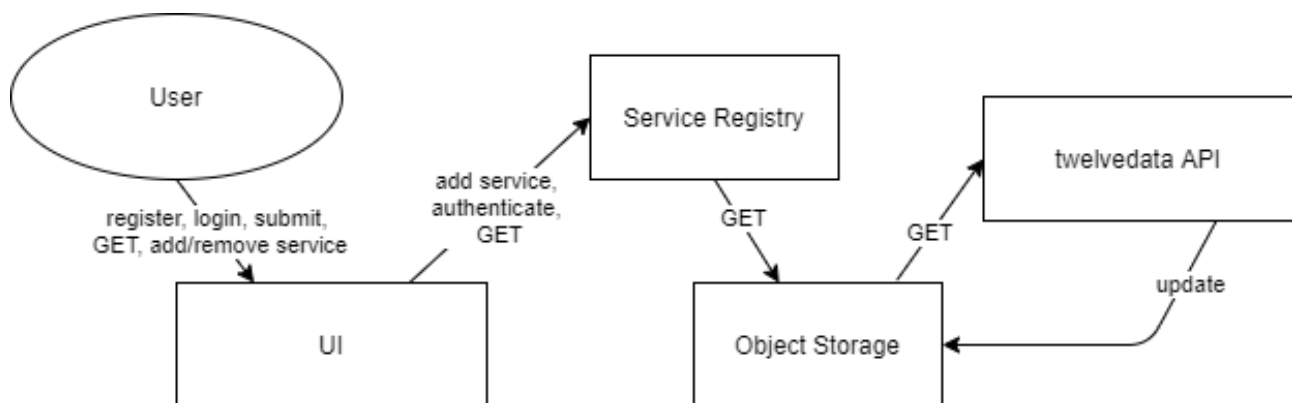 User
register, login, submit,
GET, add/remove service
UI
add service,
authenticate,
GET
Service Registry
GET
Object Storage
GET
twelvedata API
update